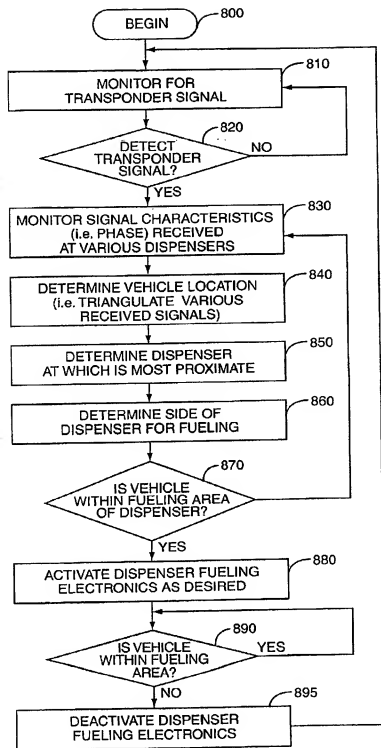 BEGIN
800
MONITOR FOR
TRANSPONDER SIGNAL
810
DETECT
TRANSPONDER
SIGNAL?
820
NO
YES
MONITOR SIGNAL CHARACTERISTICS
(i.e. PHASE) RECEIVED
AT VARIOUS DISPENSERS
830
DETERMINE VEHICLE LOCATION
(i.e. TRIANGULATE VARIOUS
RECEIVED SIGNALS)
840
DETERMINE DISPENSER
AT WHICH IS MOST PROXIMATE
850
DETERMINE SIDE OF
DISPENSER FOR FUELING
860
IS VEHICLE
WITHIN FUELING AREA
OF DISPENSER?
870
YES
ACTIVATE DISPENSER FUELING
ELECTRONICS AS DESIRED
880
IS VEHICLE
WITHIN FUELING
AREA?
890
YES
NO
DEACTIVATE DISPENSER
FUELING ELECTRONICS
895